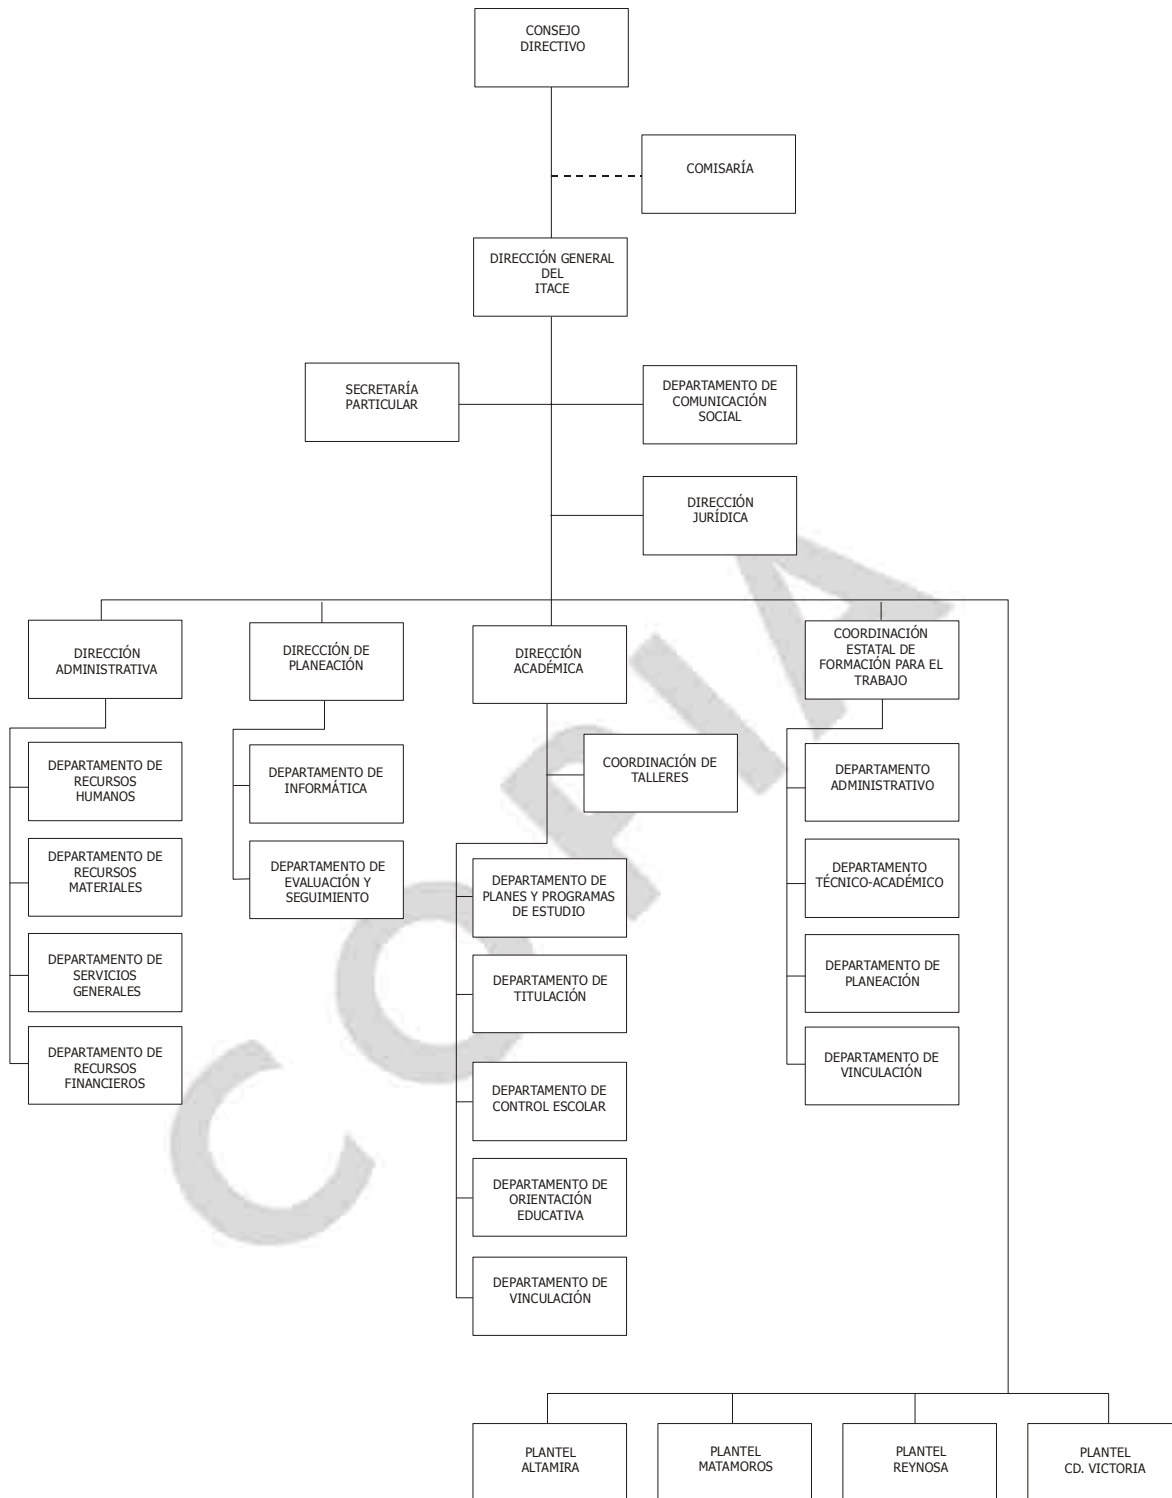 CONSEJO
DIRECTIVO
COMISARÍA
DIRECCIÓN GENERAL
DEL
ITACE
SECRETARÍA
PARTICULAR
DEPARTAMENTO DE
COMUNICACIÓN
SOCIAL
DIRECCIÓN
JURÍDICA
DIRECCIÓN
ADMINISTRATIVA
DIRECCIÓN DE
PLANEACIÓN
DIRECCIÓN
ACADÉMICA
COORDINACIÓN
ESTATAL DE
FORMACIÓN PARA EL
TRABAJO
DEPARTAMENTO DE
RECURSOS
HUMANOS
DEPARTAMENTO DE
RECURSOS
MATERIALES
DEPARTAMENTO DE
SERVICIOS
GENERALES
DEPARTAMENTO DE
RECURSOS
FINANCIEROS
DEPARTAMENTO DE
INFORMÁTICA
DEPARTAMENTO DE
EVALUACIÓN Y
SEGUIMIENTO
COORDINACIÓN DE
TALLERES
DEPARTAMENTO DE
PLANES Y PROGRAMAS
DE ESTUDIO
DEPARTAMENTO DE
TITULACIÓN
DEPARTAMENTO DE
CONTROL ESCOLAR
DEPARTAMENTO DE
ORIENTACIÓN
EDUCATIVA
DEPARTAMENTO DE
VINCULACIÓN
DEPARTAMENTO
ADMINISTRATIVO
DEPARTAMENTO
TÉCNICO-ACADÉMICO
DEPARTAMENTO DE
PLANEACIÓN
DEPARTAMENTO DE
VINCULACIÓN
PLANTEL
ALTAMIRA
PLANTEL
MATAMOROS
PLANTEL
REYNOSA
PLANTEL
CD. VICTORIA
COPIA